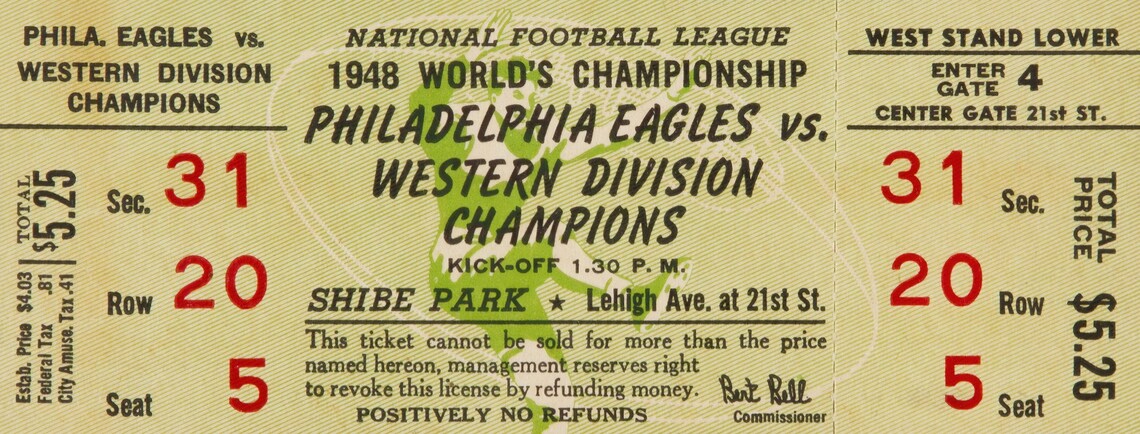 PHILA. EAGLES vs.
WESTERN DIVISION
CHAMPIONS
TOTAL $5.25
Estab. Price $4.03
Federal Tax .81
City Amuse. Tax .41
Sec. 31
Row 20
Seat 5
NATIONAL FOOTBALL LEAGUE
1948 WORLD'S CHAMPIONSHIP
PHILADELPHIA EAGLES vs.
WESTERN DIVISION
CHAMPIONS
KICK-OFF 1.30 P. M.
SHIBE PARK ★ Lehigh Ave. at 21st St.
This ticket cannot be sold for more than the price
named hereon, management reserves right
to revoke this license by refunding money.
POSITIVELY NO REFUNDS
Bert Bell
Commissioner
WEST STAND LOWER
ENTER
GATE 4
CENTER GATE 21st ST.
31 Sec.
20 Row
5 Seat
TOTAL
PRICE $5.25